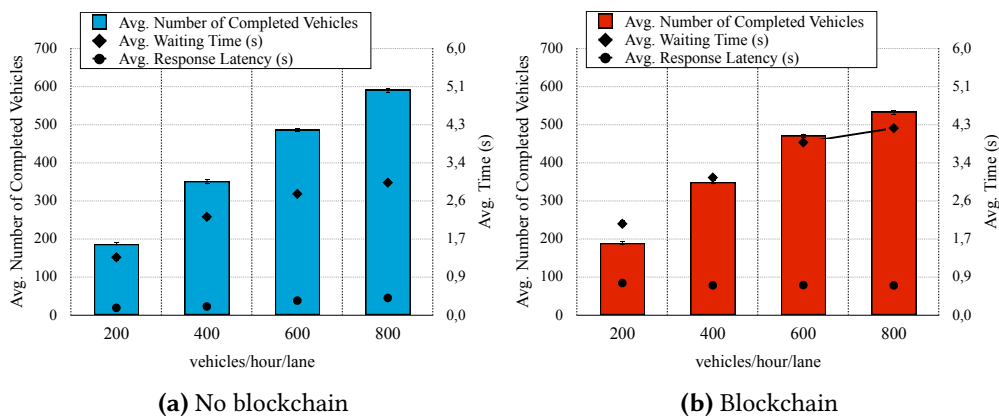 Avg. Number of Completed Vehicles
Avg. Waiting Time (s)
Avg. Response Latency (s)
Avg. Number of Completed Vehicles
700
600
500
400
300
200
100
0
6,0
5,1
4,3
3,4
2,6
1,7
0,9
0,0
Avg. Time (s)
200 400 600 800
vehicles/hour/lane
(a) No blockchain
Avg. Number of Completed Vehicles
Avg. Waiting Time (s)
Avg. Response Latency (s)
Avg. Number of Completed Vehicles
700
600
500
400
300
200
100
0
6,0
5,1
4,3
3,4
2,6
1,7
0,9
0,0
Avg. Time (s)
200 400 600 800
vehicles/hour/lane
(b) Blockchain